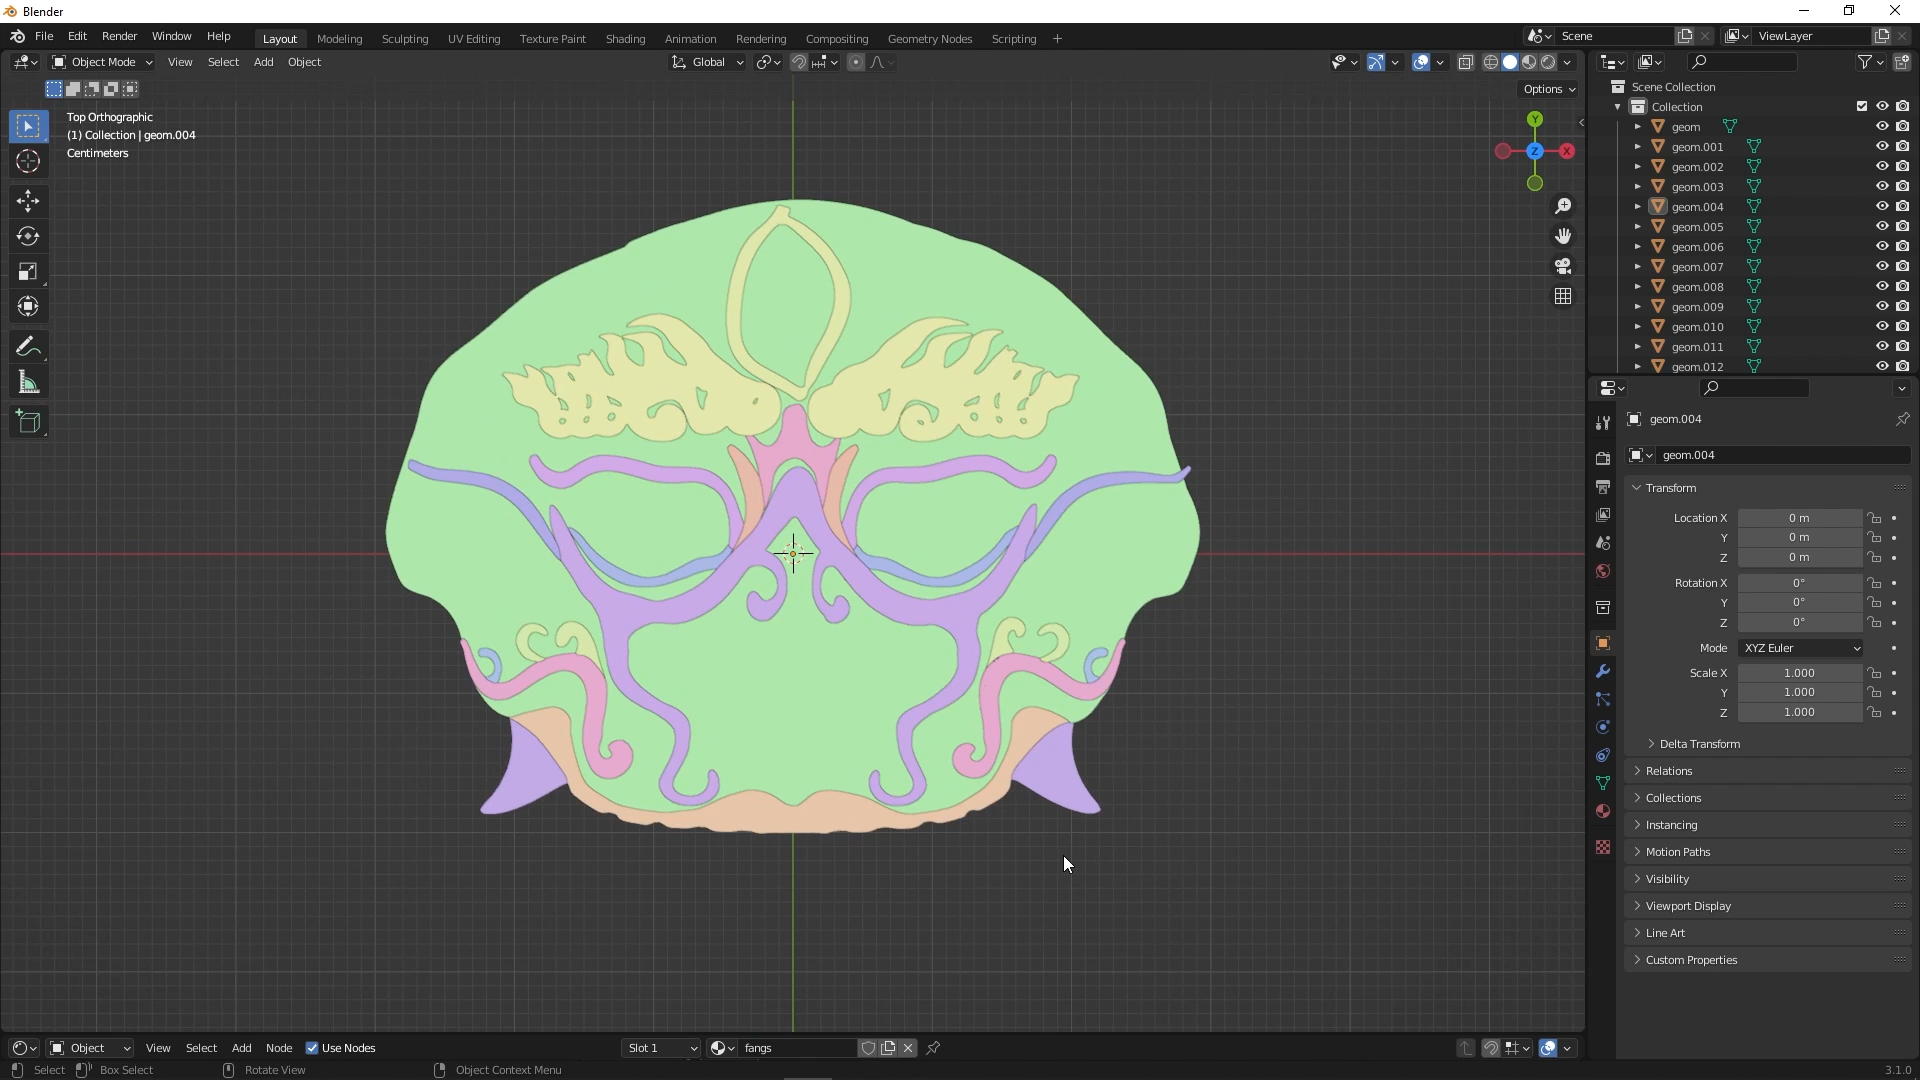 Blender
File Edit Render Window Help
Layout Modeling Sculpting UV Editing Texture Paint Shading Animation Rendering Compositing Geometry Nodes Scripting +
Scene
ViewLayer
Object Mode
View Select Add Object
Global
Options
Top Orthographic
(1) Collection | geom.004
Centimeters
Y
Z
X
Scene Collection
Collection
geom
geom.001
geom.002
geom.003
geom.004
geom.005
geom.006
geom.007
geom.008
geom.009
geom.010
geom.011
geom.012
geom.004
geom.004
Transform
Location X 0 m
Y 0 m
Z 0 m
Rotation X 0°
Y 0°
Z 0°
Mode XYZ Euler
Scale X 1.000
Y 1.000
Z 1.000
Delta Transform
Relations
Collections
Instancing
Motion Paths
Visibility
Viewport Display
Line Art
Custom Properties
Object
View Select Add Node
Use Nodes
Slot 1
fangs
Select Box Select Rotate View Object Context Menu
3.1.0